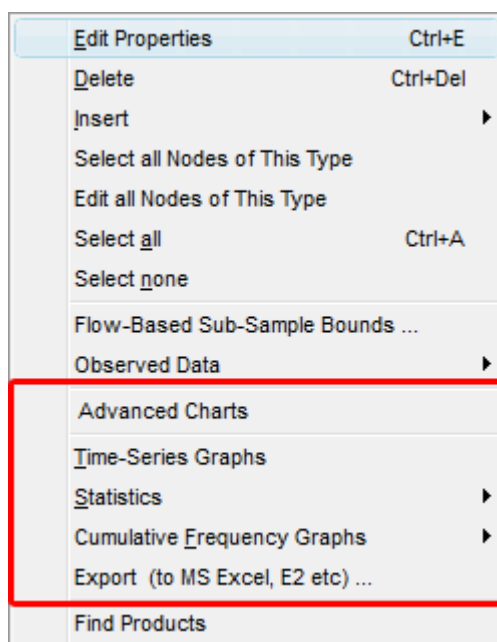 Edit Properties Ctrl+E
Delete Ctrl+Del
Insert
Select all Nodes of This Type
Edit all Nodes of This Type
Select all Ctrl+A
Select none
Flow-Based Sub-Sample Bounds ...
Observed Data
Advanced Charts
Time-Series Graphs
Statistics
Cumulative Frequency Graphs
Export (to MS Excel, E2 etc) ...
Find Products